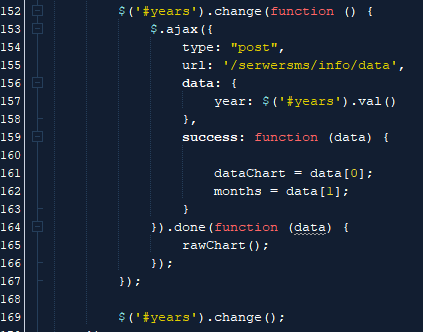 152 $('#years').change(function () {
153 $.ajax({
154 type: "post",
155 url: '/serwersms/info/data',
156 data: {
157 year: $('#years').val()
158 },
159 success: function (data) {
160
161 dataChart = data[0];
162 months = data[1];
163 }
164 }).done(function (data) {
165 rawChart();
166 });
167 });
168
169 $('#years').change();